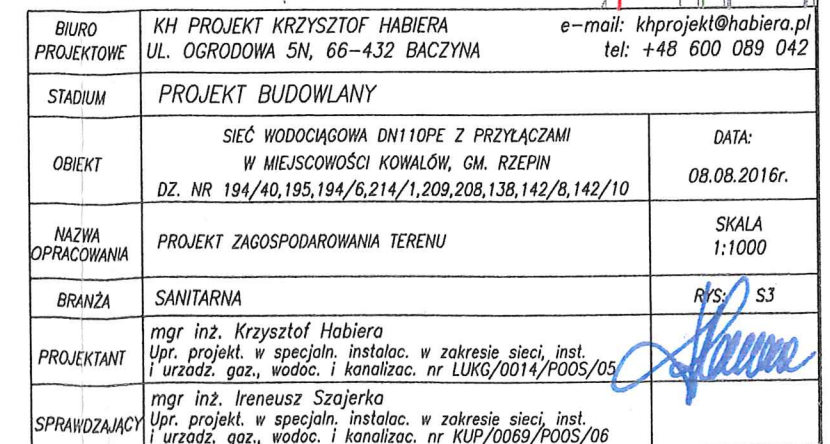 BIURO
PROJEKTOWE
KH PROJEKT KRZYSZTOF HABIERA
e-mail: khprojekt@habiera.pl
UL. OGRODOWA 5N, 66-432 BACZYNA
tel: +48 600 089 042
STADIUM
PROJEKT BUDOWLANY
OBIEKT
SIEĆ WODOCIĄGOWA DN110PE Z PRZYŁĄCZAMI
W MIEJSCOWOŚCI KOWALÓW, GM. RZEPIN
DZ. NR 194/40,195,194/6,214/1,209,208,138,142/8,142/10
DATA:
08.08.2016r.
NAZWA
OPRACOWANIA
PROJEKT ZAGOSPODAROWANIA TERENU
SKALA
1:1000
BRANŻA
SANITARNA
RYS: S3
PROJEKTANT
mgr inż. Krzysztof Habiera
Upr. projekt. w specjaln. instalac. w zakresie sieci, inst.
i urządz. gaz., wodoc. i kanalizac. nr LUKG/0014/POOS/05
SPRAWDZAJĄCY
mgr inż. Ireneusz Szajerka
Upr. projekt. w specjaln. instalac. w zakresie sieci, inst.
i urządz. gaz., wodoc. i kanalizac. nr KUP/0069/POOS/06